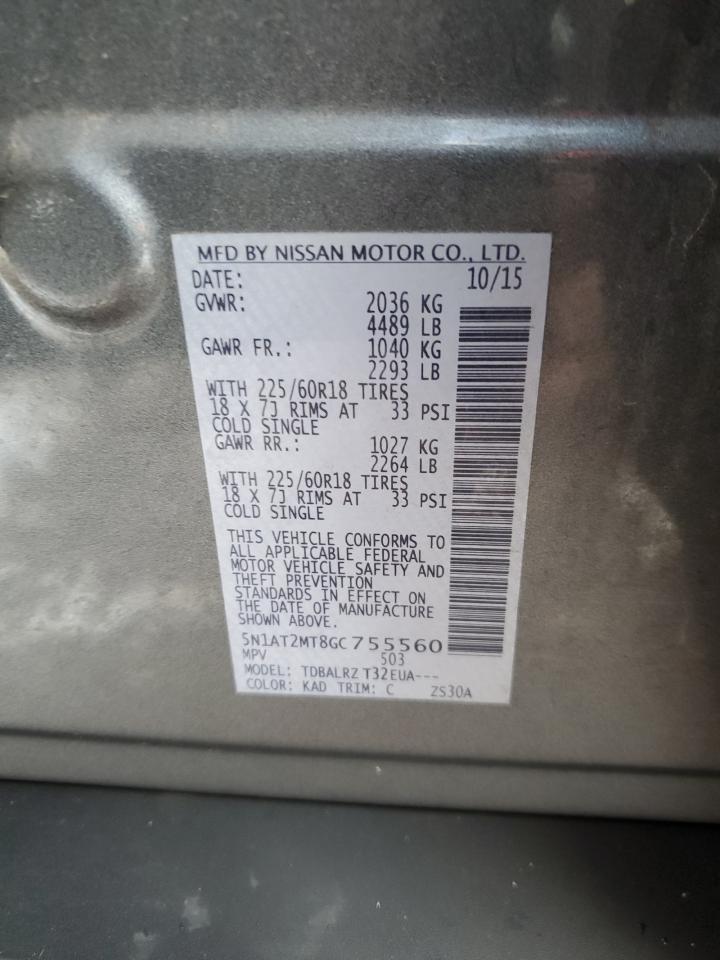 MFD BY NISSAN MOTOR CO., LTD.
DATE: 10/15
GVWR: 2036 KG
4489 LB
GAWR FR.: 1040 KG
2293 LB
WITH 225/60R18 TIRES
18 X 7J RIMS AT 33 PSI
COLD SINGLE
GAWR RR.: 1027 KG
2264 LB
WITH 225/60R18 TIRES
18 X 7J RIMS AT 33 PSI
COLD SINGLE
THIS VEHICLE CONFORMS TO
ALL APPLICABLE FEDERAL
MOTOR VEHICLE SAFETY AND
THEFT PREVENTION
STANDARDS IN EFFECT ON
THE DATE OF MANUFACTURE
SHOWN ABOVE.
5N1AT2MT8GC755560
MPV 503
MODEL: TDBALRZ T32EUA---
COLOR: KAD TRIM: C ZS30A